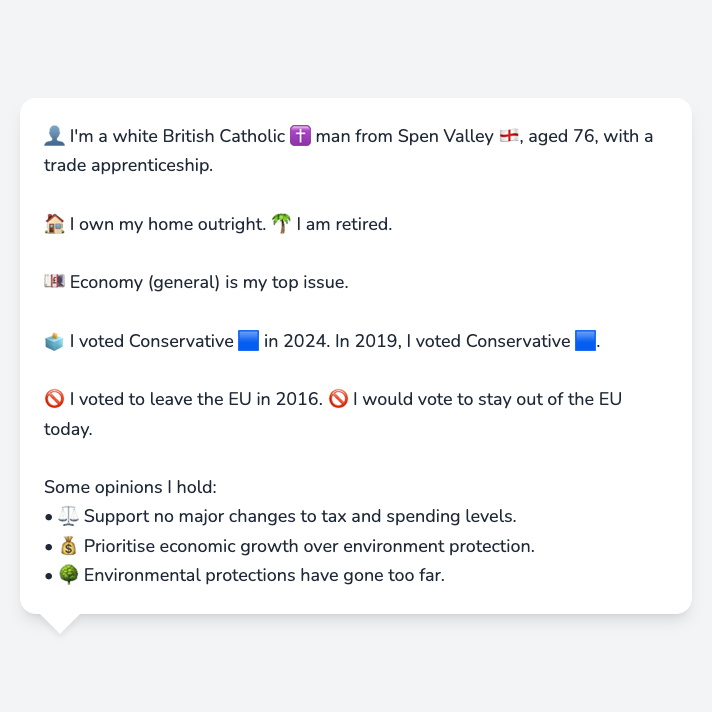 👤 I'm a white British Catholic ✝️ man from Spen Valley 🏴󠁧󠁢󠁥󠁮󠁧󠁿, aged 76, with a
trade apprenticeship.
🏠 I own my home outright. 🌴 I am retired.
💷 Economy (general) is my top issue.
🗳️ I voted Conservative 🟦 in 2024. In 2019, I voted Conservative 🟦.
🚫 I voted to leave the EU in 2016. 🚫 I would vote to stay out of the EU
today.
Some opinions I hold:
• ⚖️ Support no major changes to tax and spending levels.
• 💰 Prioritise economic growth over environment protection.
• 🌳 Environmental protections have gone too far.